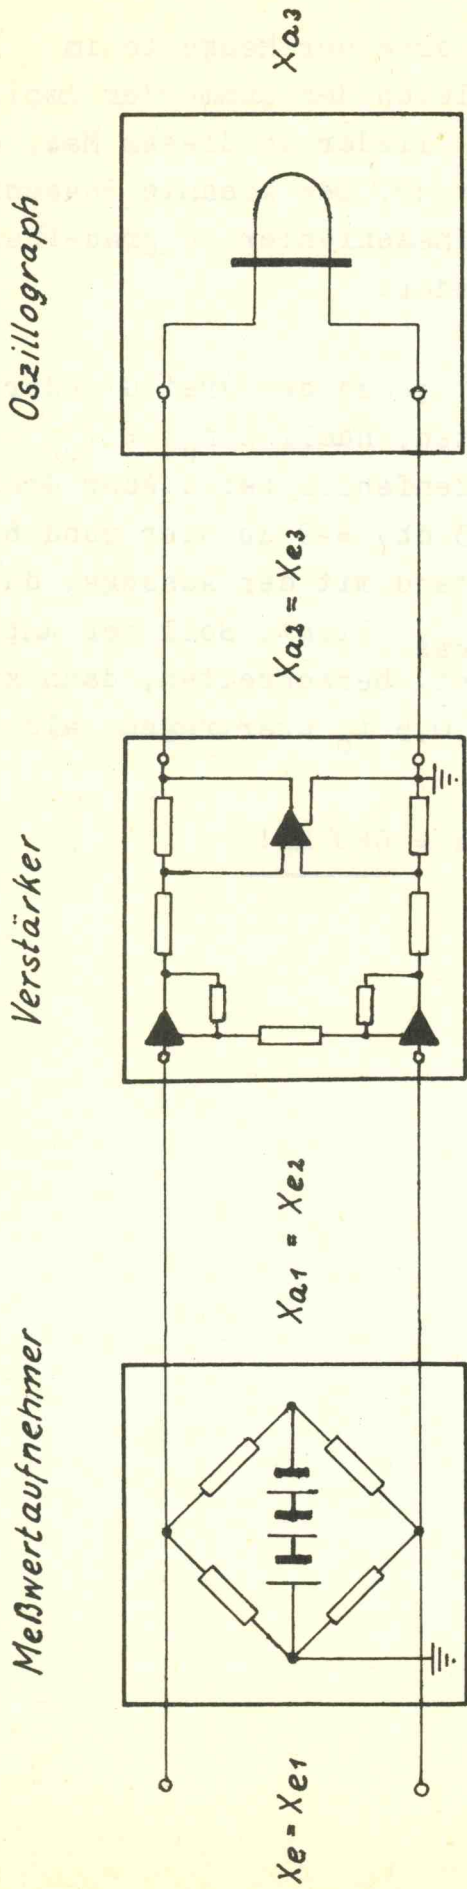 Meßwertaufnehmer
Verstärker
Oszillograph
Xe = Xe1
Xa1 = Xe2
Xa2 = Xe3
Xa3